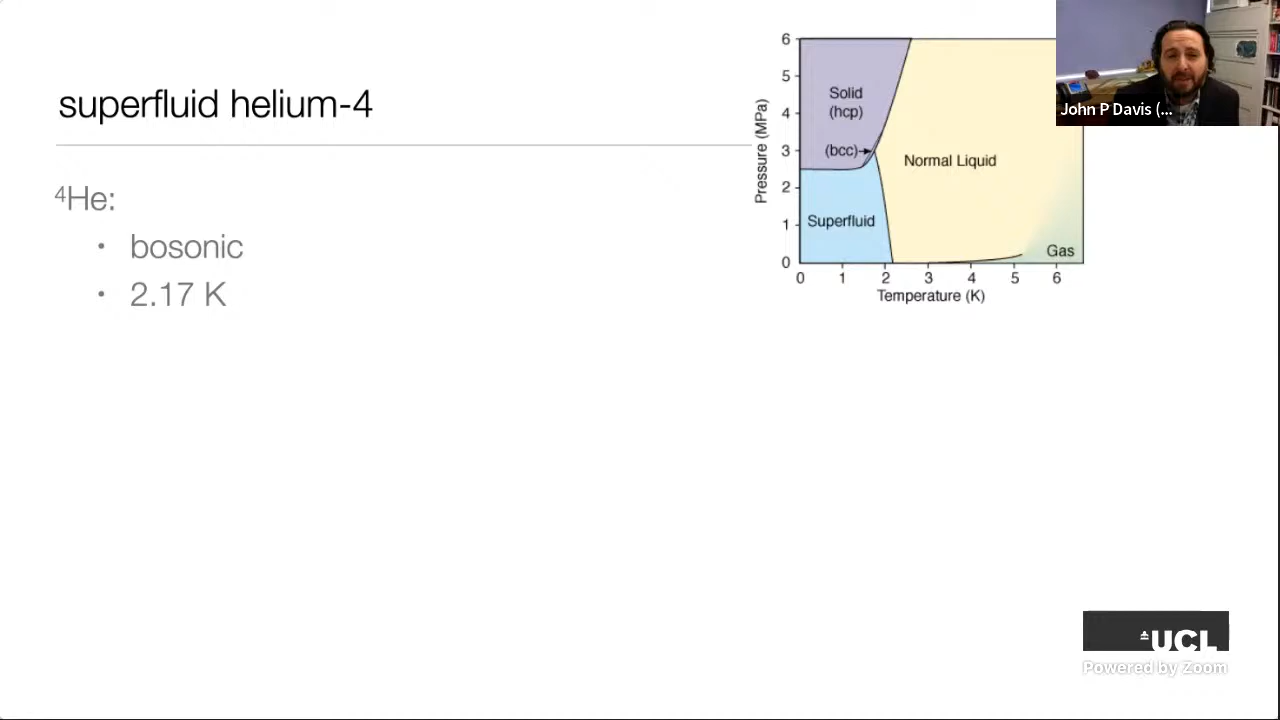 superfluid helium-4
⁴He:
• bosonic
• 2.17 K
Pressure (MPa)
6
5
4
3
2
1
0
Solid
(hcp)
(bcc)
Normal Liquid
Superfluid
Gas
0 1 2 3 4 5 6
Temperature (K)
John P Davis (...
UCL
Powered by Zoom